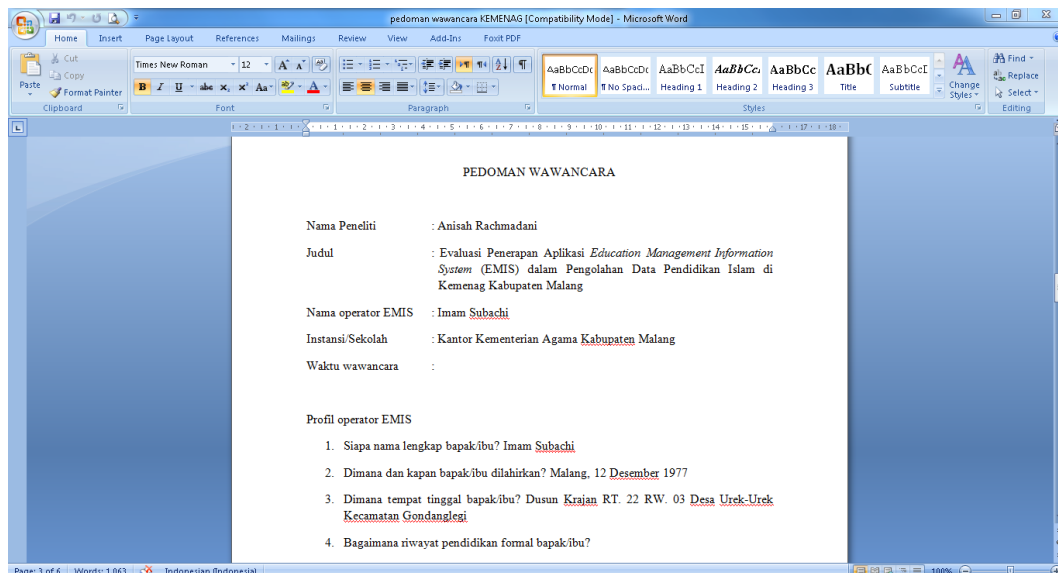 pedoman wawancara KEMENAG [Compatibility Mode] - Microsoft Word
Home Insert Page Layout References Mailings Review View Add-Ins Foxit PDF
Paste
Cut
Copy
Format Painter
Clipboard
Times New Roman 12
Font
Paragraph
AaBbCcDc AaBbCcDc AaBbCcI AaBbCc AaBbCc AaBb( AaBbCcI
¶ Normal ¶ No Spaci... Heading 1 Heading 2 Heading 3 Title Subtitle
Change Styles
Styles
Find
Replace
Select
Editing
PEDOMAN WAWANCARA
Nama Peneliti : Anisah Rachmadani
Judul : Evaluasi Penerapan Aplikasi Education Management Information
System (EMIS) dalam Pengolahan Data Pendidikan Islam di
Kemenag Kabupaten Malang
Nama operator EMIS : Imam Subachi
Instansi/Sekolah : Kantor Kementerian Agama Kabupaten Malang
Waktu wawancara :
Profil operator EMIS
1. Siapa nama lengkap bapak/ibu? Imam Subachi
2. Dimana dan kapan bapak/ibu dilahirkan? Malang, 12 Desember 1977
3. Dimana tempat tinggal bapak/ibu? Dusun Krajan RT. 22 RW. 03 Desa Urek-Urek
Kecamatan Gondanglegi
4. Bagaimana riwayat pendidikan formal bapak/ibu?
Page: 3 of 6 Words: 1.063 Indonesian (Indonesia) 100%